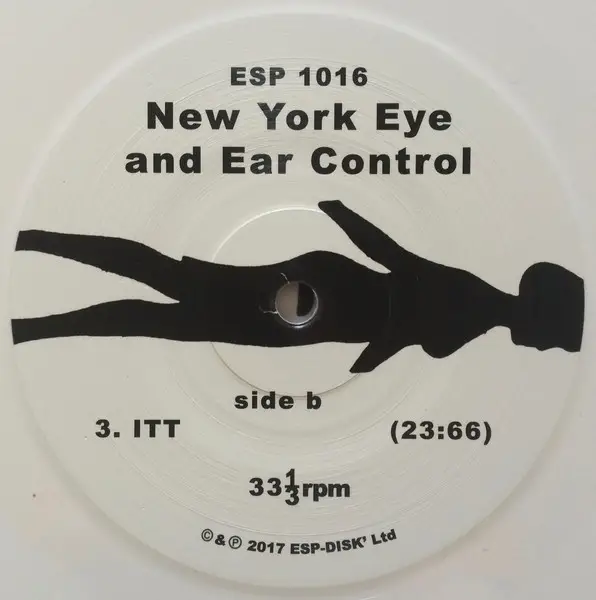 ESP 1016
New York Eye
and Ear Control
side b
3. ITT (23:66)
33⅓rpm
©&℗ 2017 ESP-DISK' Ltd